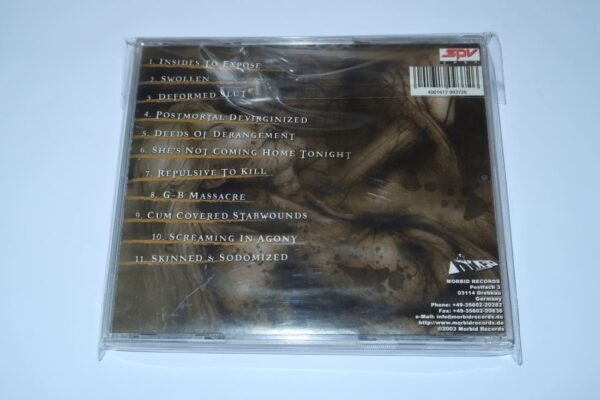 1. Insides To Expose
2. Swollen
3. Deformed Slut
4. Postmortal Devirginized
5. Deeds Of Derangement
6. She's Not Coming Home Tonight
7. Repulsive To Kill
8. G-B Massacre
9. Cum Covered Stabwounds
10. Screaming In Agony
11. Skinned & Sodomized
SPV
4001617 093726
MORBID RECORDS
Postfach 3
03114 Drebkau
Germany
Phone: +49-35602-20282
Fax: +49-35602-20636
e-Mail: info@morbidrecords.de
http://www.morbidrecords.de
©2003 Morbid Records